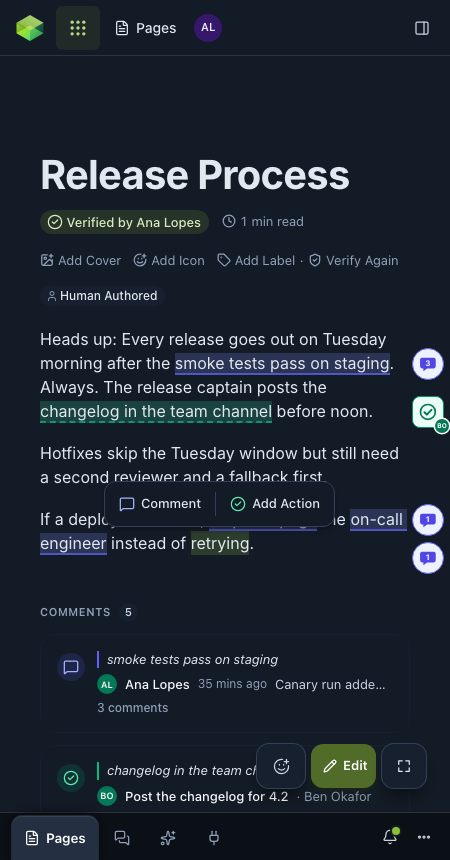 Pages
AL
Release Process
Verified by Ana Lopes
1 min read
Add Cover
Add Icon
Add Label
·
Verify Again
Human Authored
Heads up: Every release goes out on Tuesday
morning after the smoke tests pass on staging.
3
Always. The release captain posts the
changelog in the team channel before noon.
BO
Hotfixes skip the Tuesday window but still need
a second reviewer and a fallback first.
Comment
Add Action
If a deploy
on-call
1
engineer instead of retrying.
1
COMMENTS 5
smoke tests pass on staging
AL Ana Lopes 35 mins ago Canary run adde...
3 comments
changelog in the team ch
Edit
BO Post the changelog for 4.2 · Ben Okafor
Pages